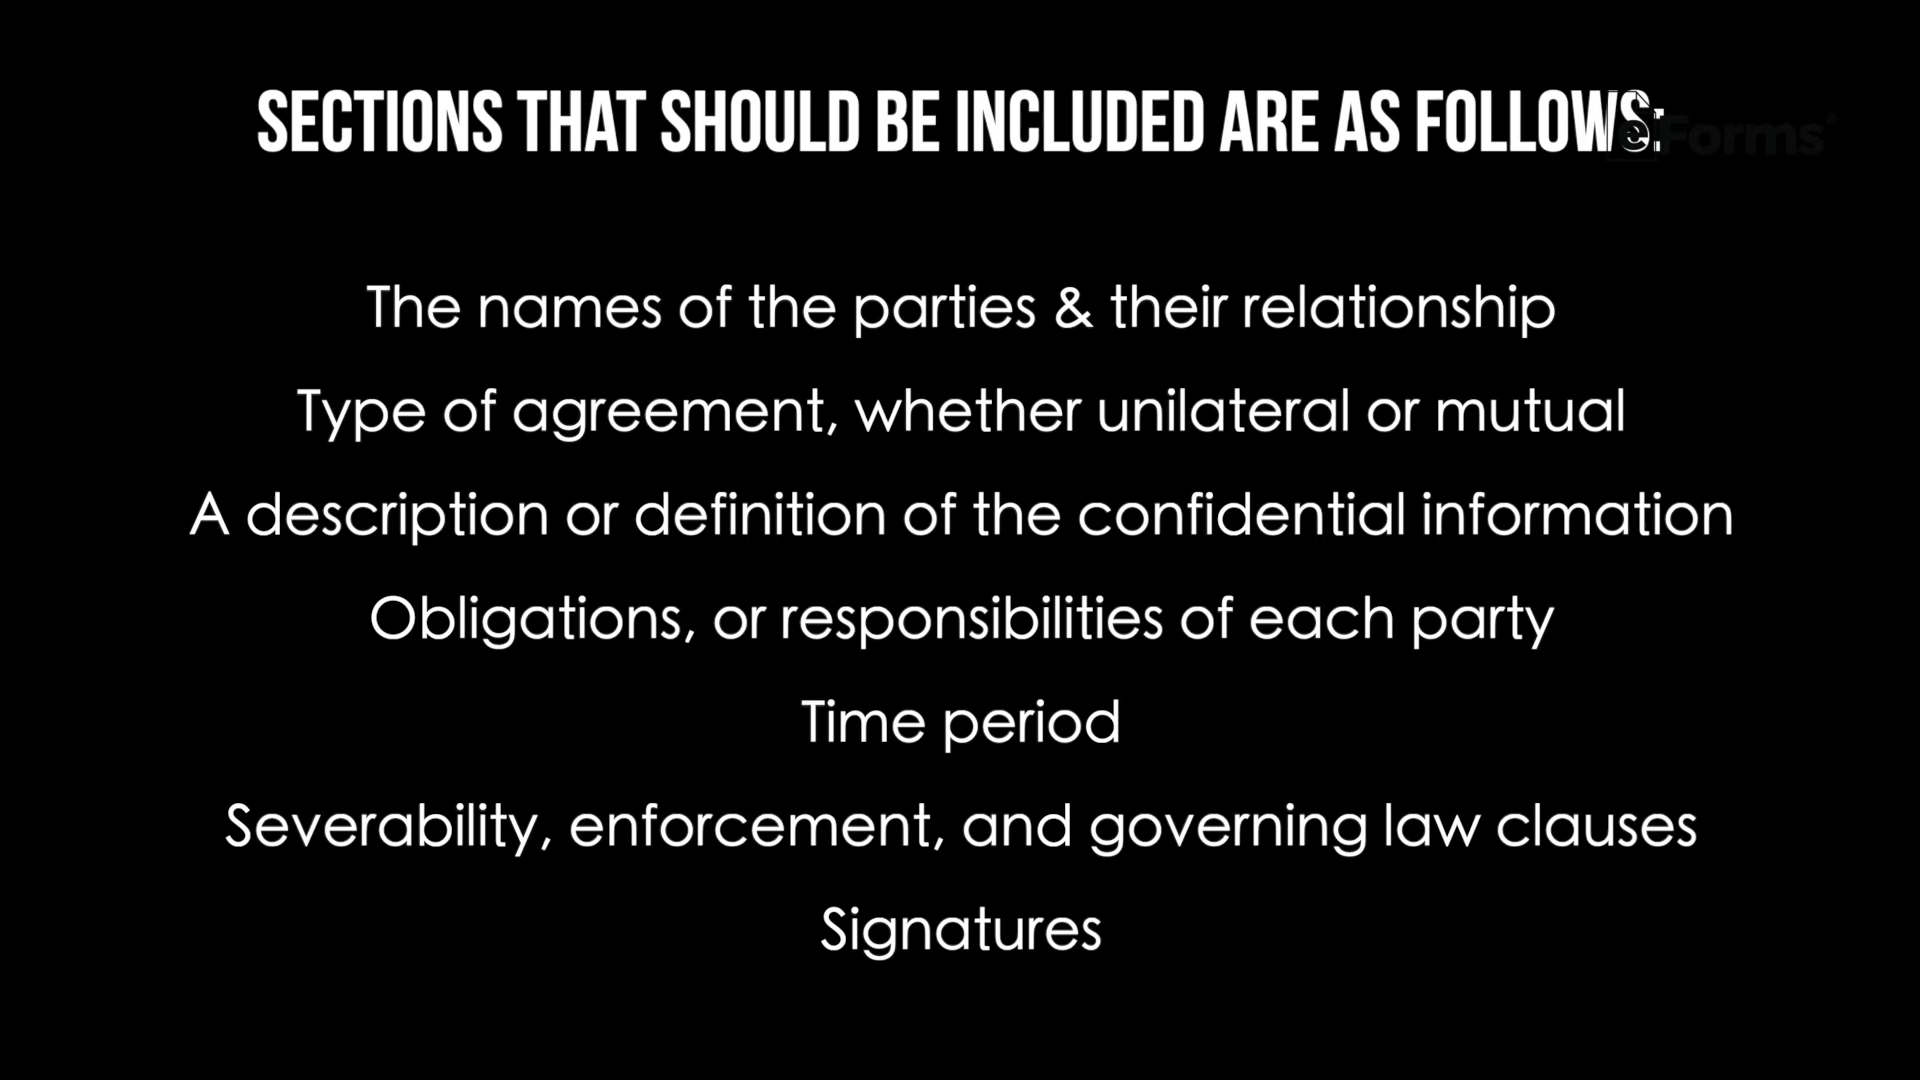 SECTIONS THAT SHOULD BE INCLUDED ARE AS FOLLOWS:
eForms®
The names of the parties & their relationship
Type of agreement, whether unilateral or mutual
A description or definition of the confidential information
Obligations, or responsibilities of each party
Time period
Severability, enforcement, and governing law clauses
Signatures